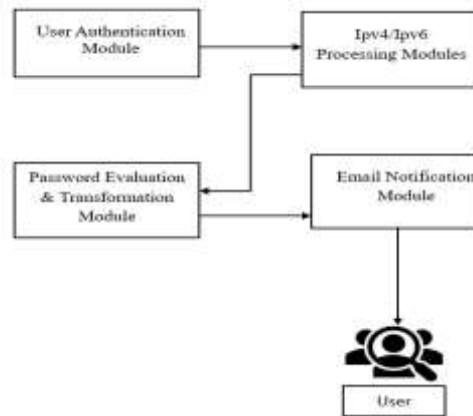 User Authentication
Module
Ipv4/Ipv6
Processing Modules
Password Evaluation
& Transformation
Module
Email Notification
Module
User